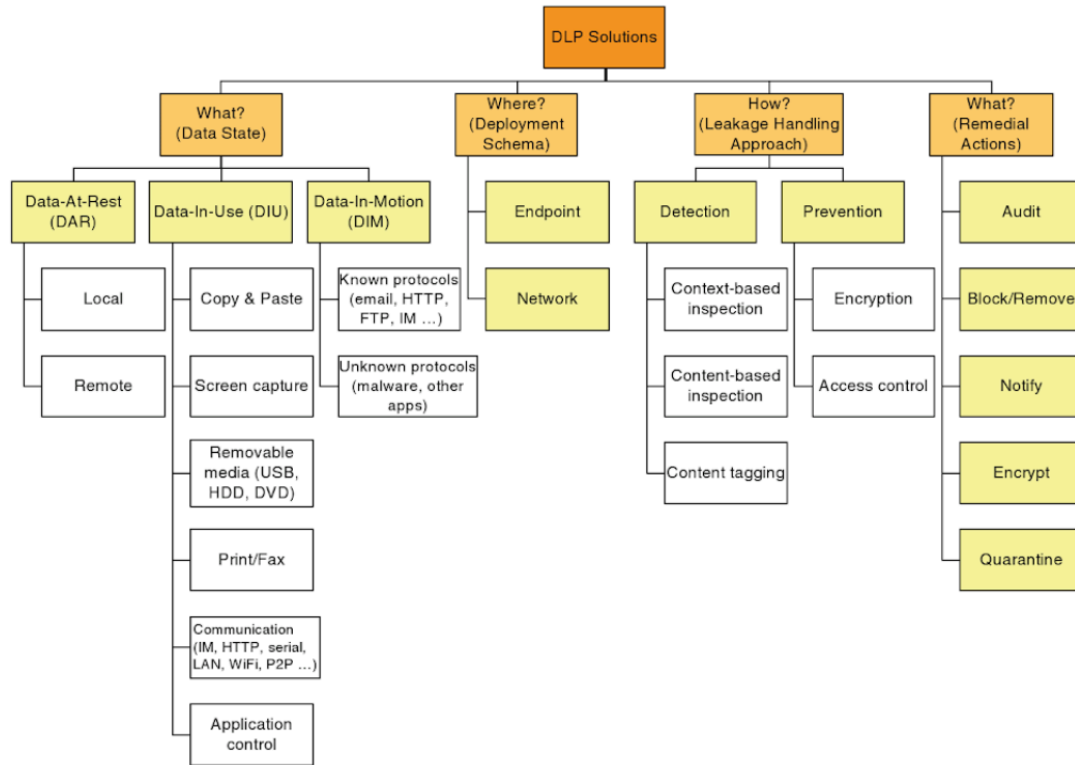 DLP Solutions
What?
(Data State)
Where?
(Deployment
Schema)
How?
(Leakage Handling
Approach)
What?
(Remedial
Actions)
Data-At-Rest
(DAR)
Data-In-Use (DIU)
Data-In-Motion
(DIM)
Endpoint
Detection
Prevention
Audit
Local
Copy & Paste
Known protocols
(email, HTTP,
FTP, IM ...)
Network
Context-based
inspection
Encryption
Block/Remove
Remote
Screen capture
Unknown protocols
(malware, other
apps)
Content-based
inspection
Access control
Notify
Removable
media (USB,
HDD, DVD)
Content tagging
Encrypt
Print/Fax
Quarantine
Communication
(IM, HTTP, serial,
LAN, WiFi, P2P ...)
Application
control